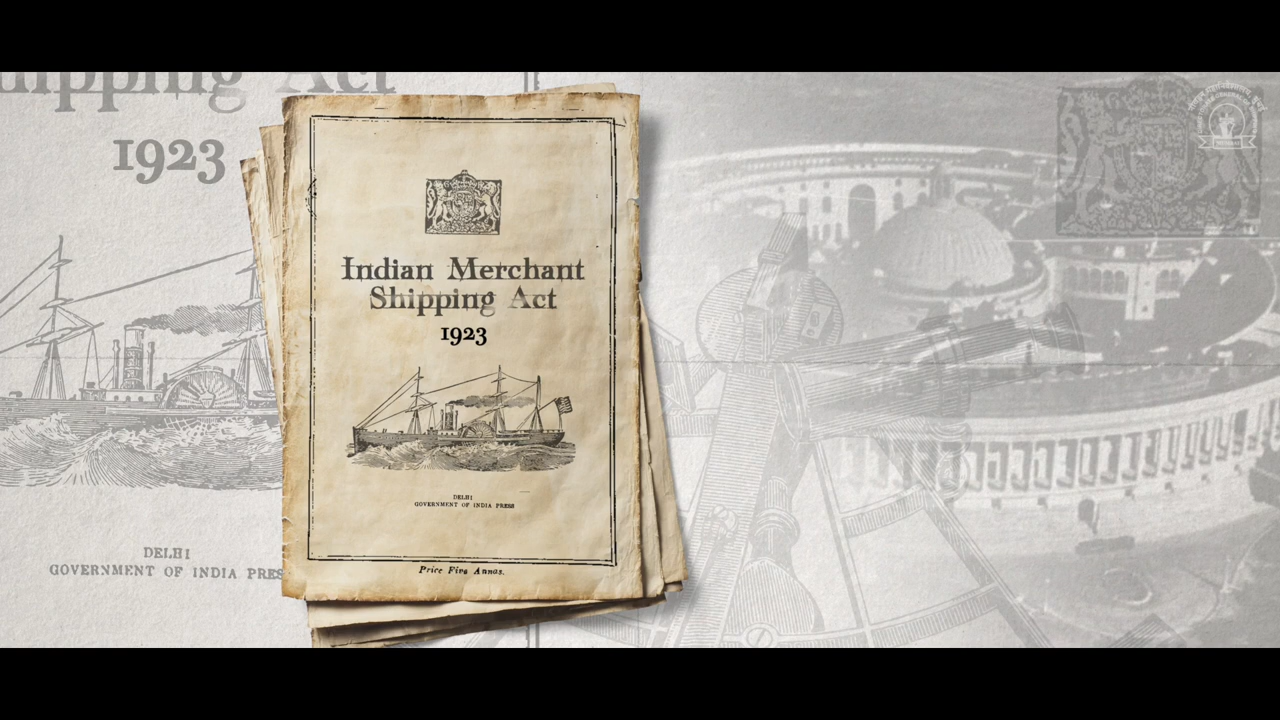 hipping Act
1923
Indian Merchant
Shipping Act
1923
DELHI
GOVERNMENT OF INDIA PRESS
Price Five Annas.
DELHI
GOVERNMENT OF INDIA PRES